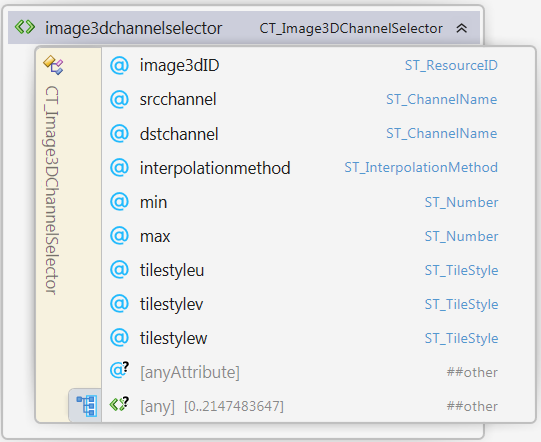 image3dchannelselector CT_Image3DChannelSelector
CT_Image3DChannelSelector
image3dID ST_ResourceID
srcchannel ST_ChannelName
dstchannel ST_ChannelName
interpolationmethod ST_InterpolationMethod
min ST_Number
max ST_Number
tilestyleu ST_TileStyle
tilestylev ST_TileStyle
tilestylew ST_TileStyle
[anyAttribute] ##other
[any] [0..2147483647] ##other